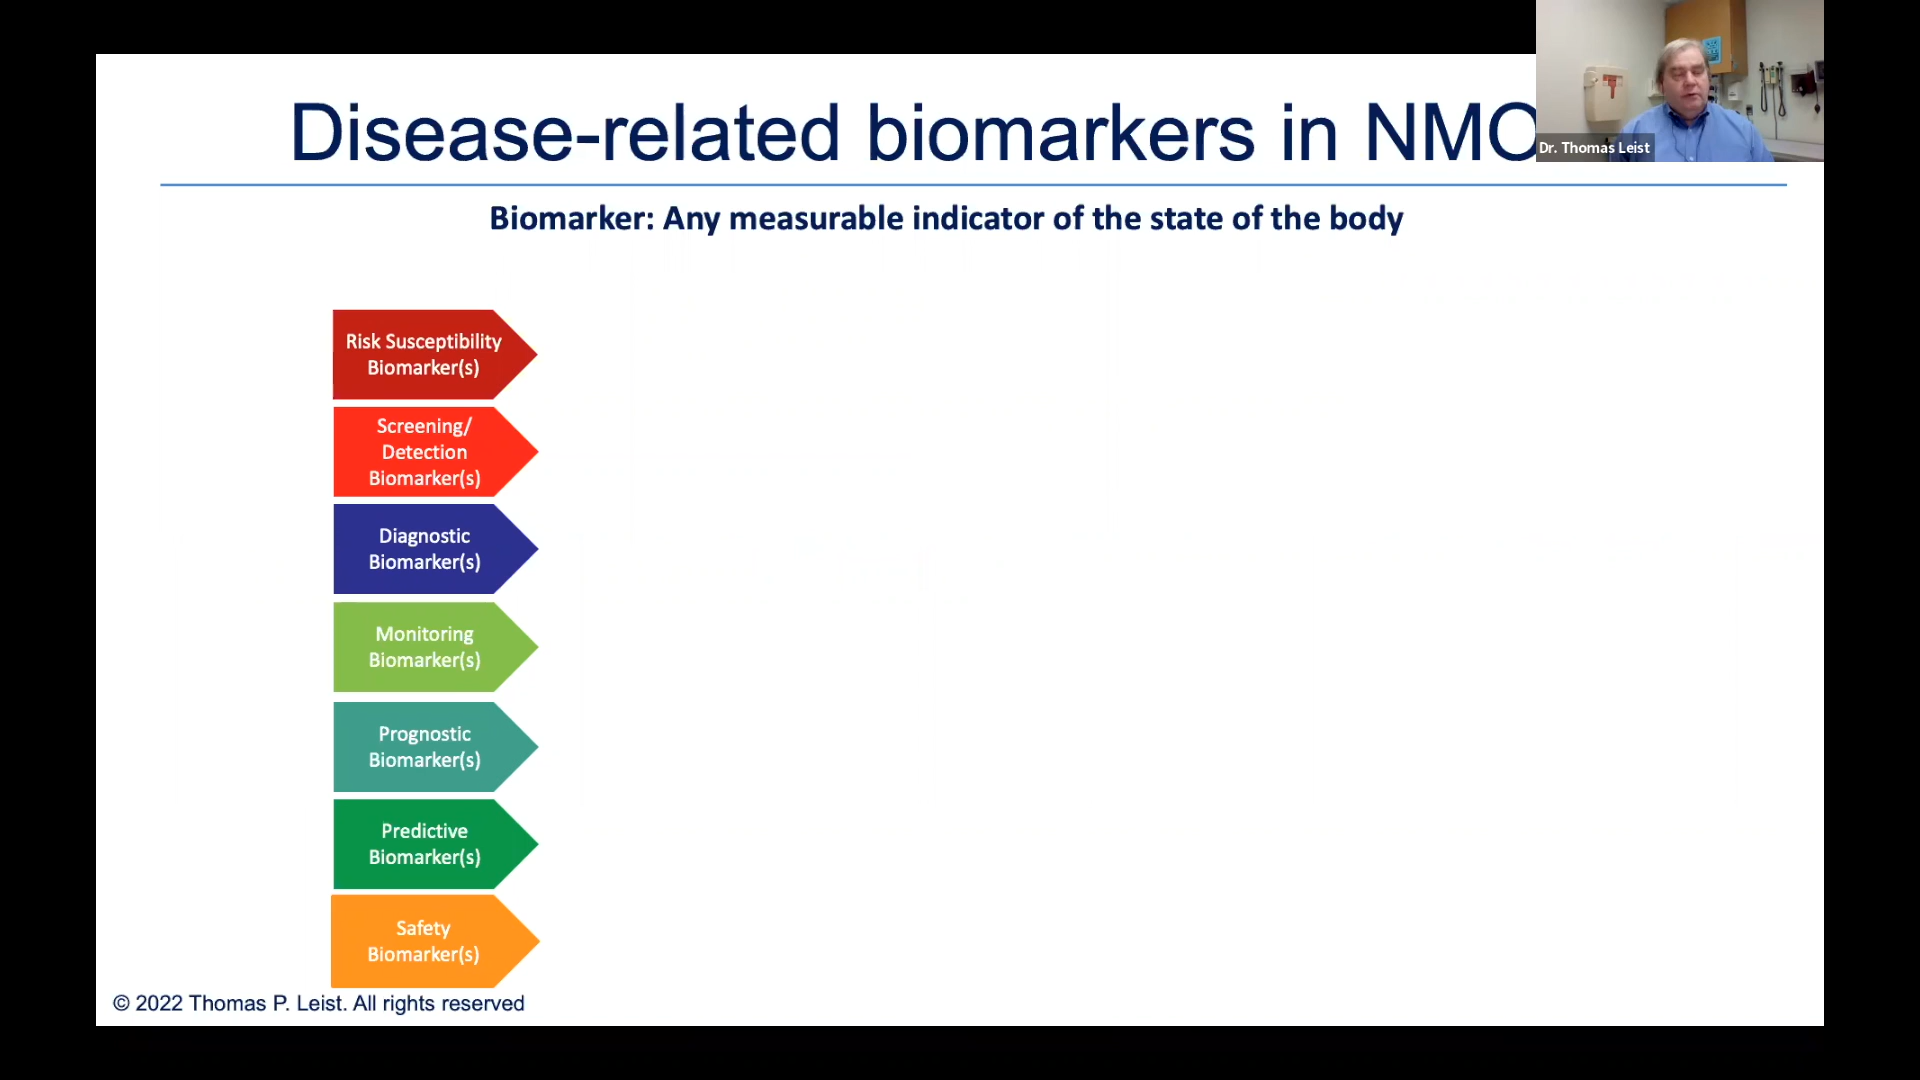 Disease-related biomarkers in NMO
Dr. Thomas Leist
Biomarker: Any measurable indicator of the state of the body
Risk Susceptibility
Biomarker(s)
Screening/
Detection
Biomarker(s)
Diagnostic
Biomarker(s)
Monitoring
Biomarker(s)
Prognostic
Biomarker(s)
Predictive
Biomarker(s)
Safety
Biomarker(s)
© 2022 Thomas P. Leist. All rights reserved